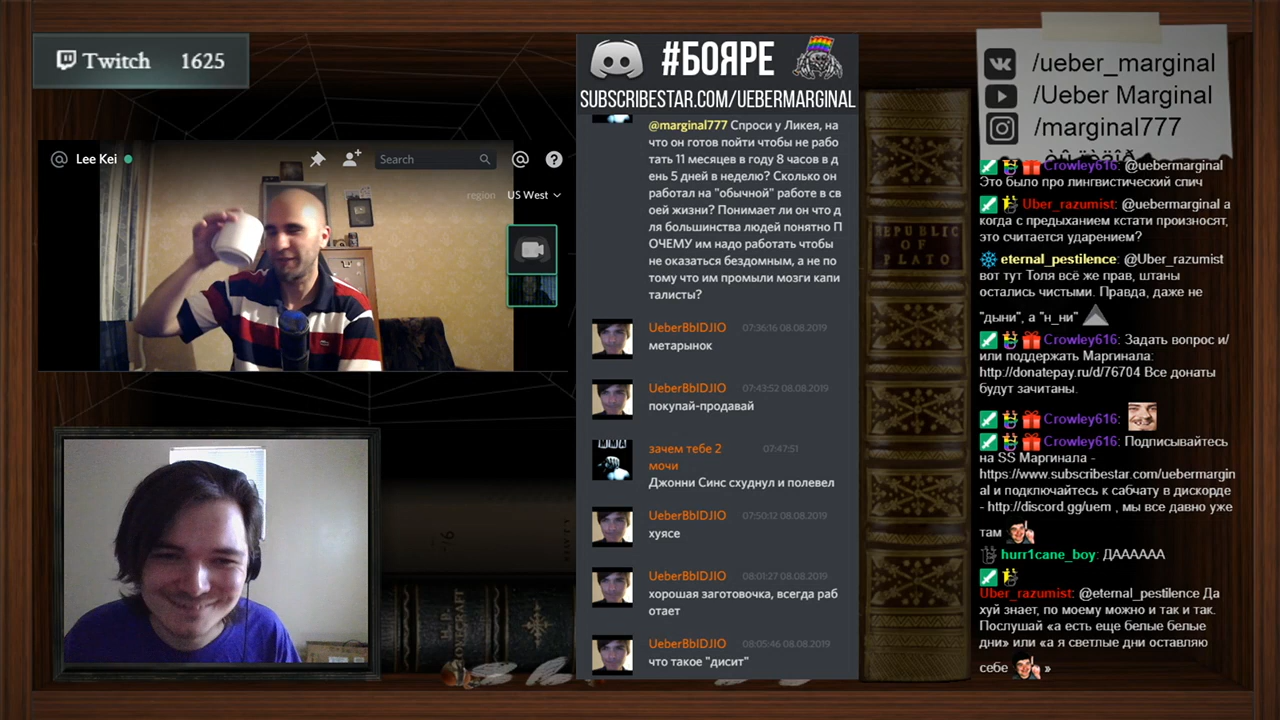 Twitch 1625
Lee Kei
Search
region
US West
#БОЯРЕ
SUBSCRIBESTAR.COM/UEBERMARGINAL
@marginal777 Спроси у Ликея, на
что он готов пойти чтобы не рабо
тать 11 месяцев в году 8 часов в д
ень 5 дней в неделю? Сколько он
работал на "обычной" работе в св
оей жизни? Понимает ли он что д
ля большинства людей понятно П
ОЧЕМУ им надо работать чтобы
не оказаться бездомным, а не по
тому что им промыли мозги капи
талисты?
UeberBbIDJIO 07:36:16 08.08.2019
метарынок
UeberBbIDJIO 07:43:52 08.08.2019
покупай-продавай
зачем тебе 2 07:47:51
мочи
Джонни Синс схуднул и полевел
UeberBbIDJIO 07:50:12 08.08.2019
хуясе
UeberBbIDJIO 08:01:27 08.08.2019
хорошая заготовочка, всегда раб
отает
UeberBbIDJIO 08:05:46 08.08.2019
что такое "дисит"
REPUBLIC
OF
PLATO
H. P.
LOVECRAFT
/ueber_marginal
/Ueber Marginal
/marginal777
Crowley616: @uebermarginal
Это было про лингвистический спич
Uber_razumist: @uebermarginal а
когда с предыханием кстати произносят,
это считается ударением?
eternal_pestilence: @Uber_razumist
вот тут Толя всё же прав, штаны
остались чистыми. Правда, даже не
"дыни", а "н_ни"
Crowley616: Задать вопрос и/
или поддержать Маргинала:
http://donatepay.ru/d/76704 Все донаты
будут зачитаны.
Crowley616:
Crowley616: Подписывайтесь
на SS Маргинала -
https://www.subscribestar.com/uebermargin
al и подключайтесь к сабчату в дискорде
- http://discord.gg/uem , мы все давно уже
там
hurr1cane_boy: ДАААААА
Uber_razumist: @eternal_pestilence Да
хуй знает, по моему можно и так и так.
Послушай «а есть еще белые белые
дни» или «а я светлые дни оставляю
себе »